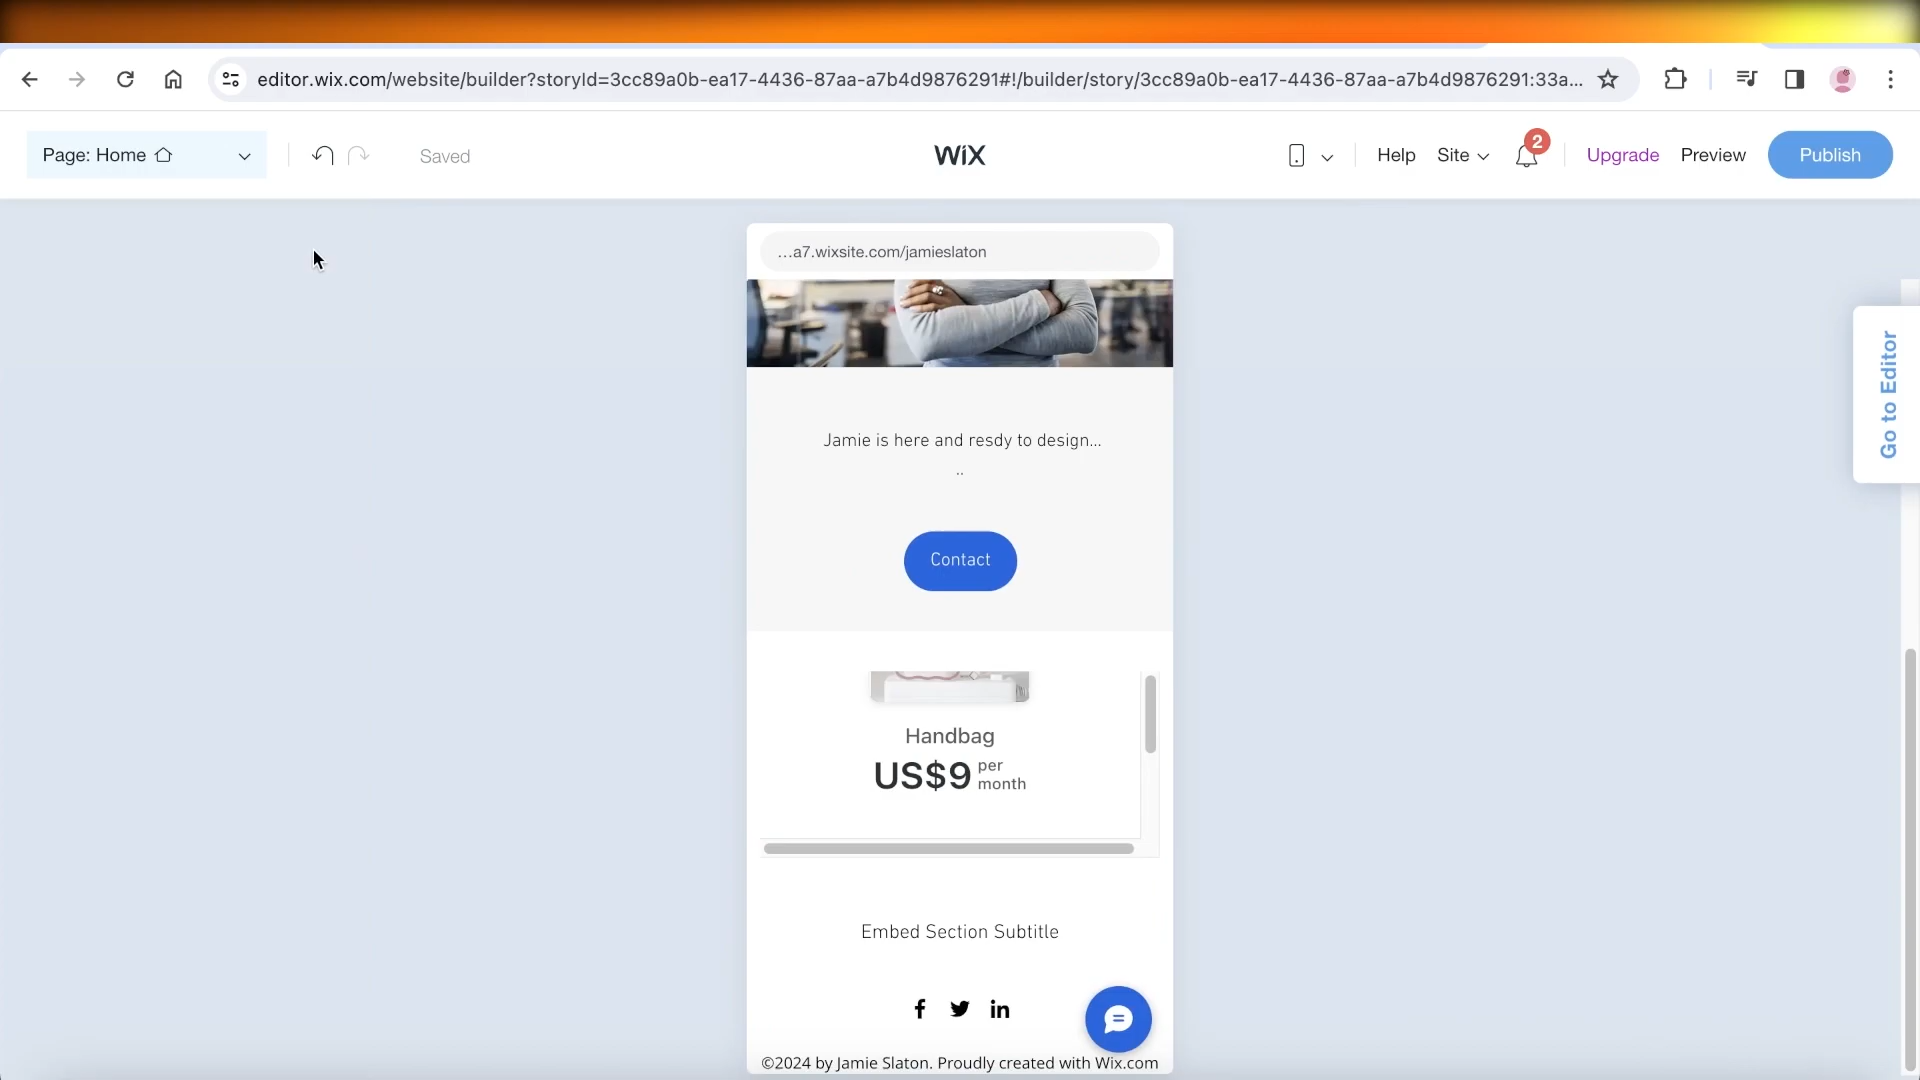 editor.wix.com/website/builder?storyId=3cc89a0b-ea17-4436-87aa-a7b4d9876291#!/builder/story/3cc89a0b-ea17-4436-87aa-a7b4d9876291:33a...
Page: Home
Saved
WiX
Help
Site
2
Upgrade
Preview
Publish
...a7.wixsite.com/jamieslaton
Go to Editor
Jamie is here and resdy to design...
..
Contact
Handbag
US$9 per month
Embed Section Subtitle
©2024 by Jamie Slaton. Proudly created with Wix.com